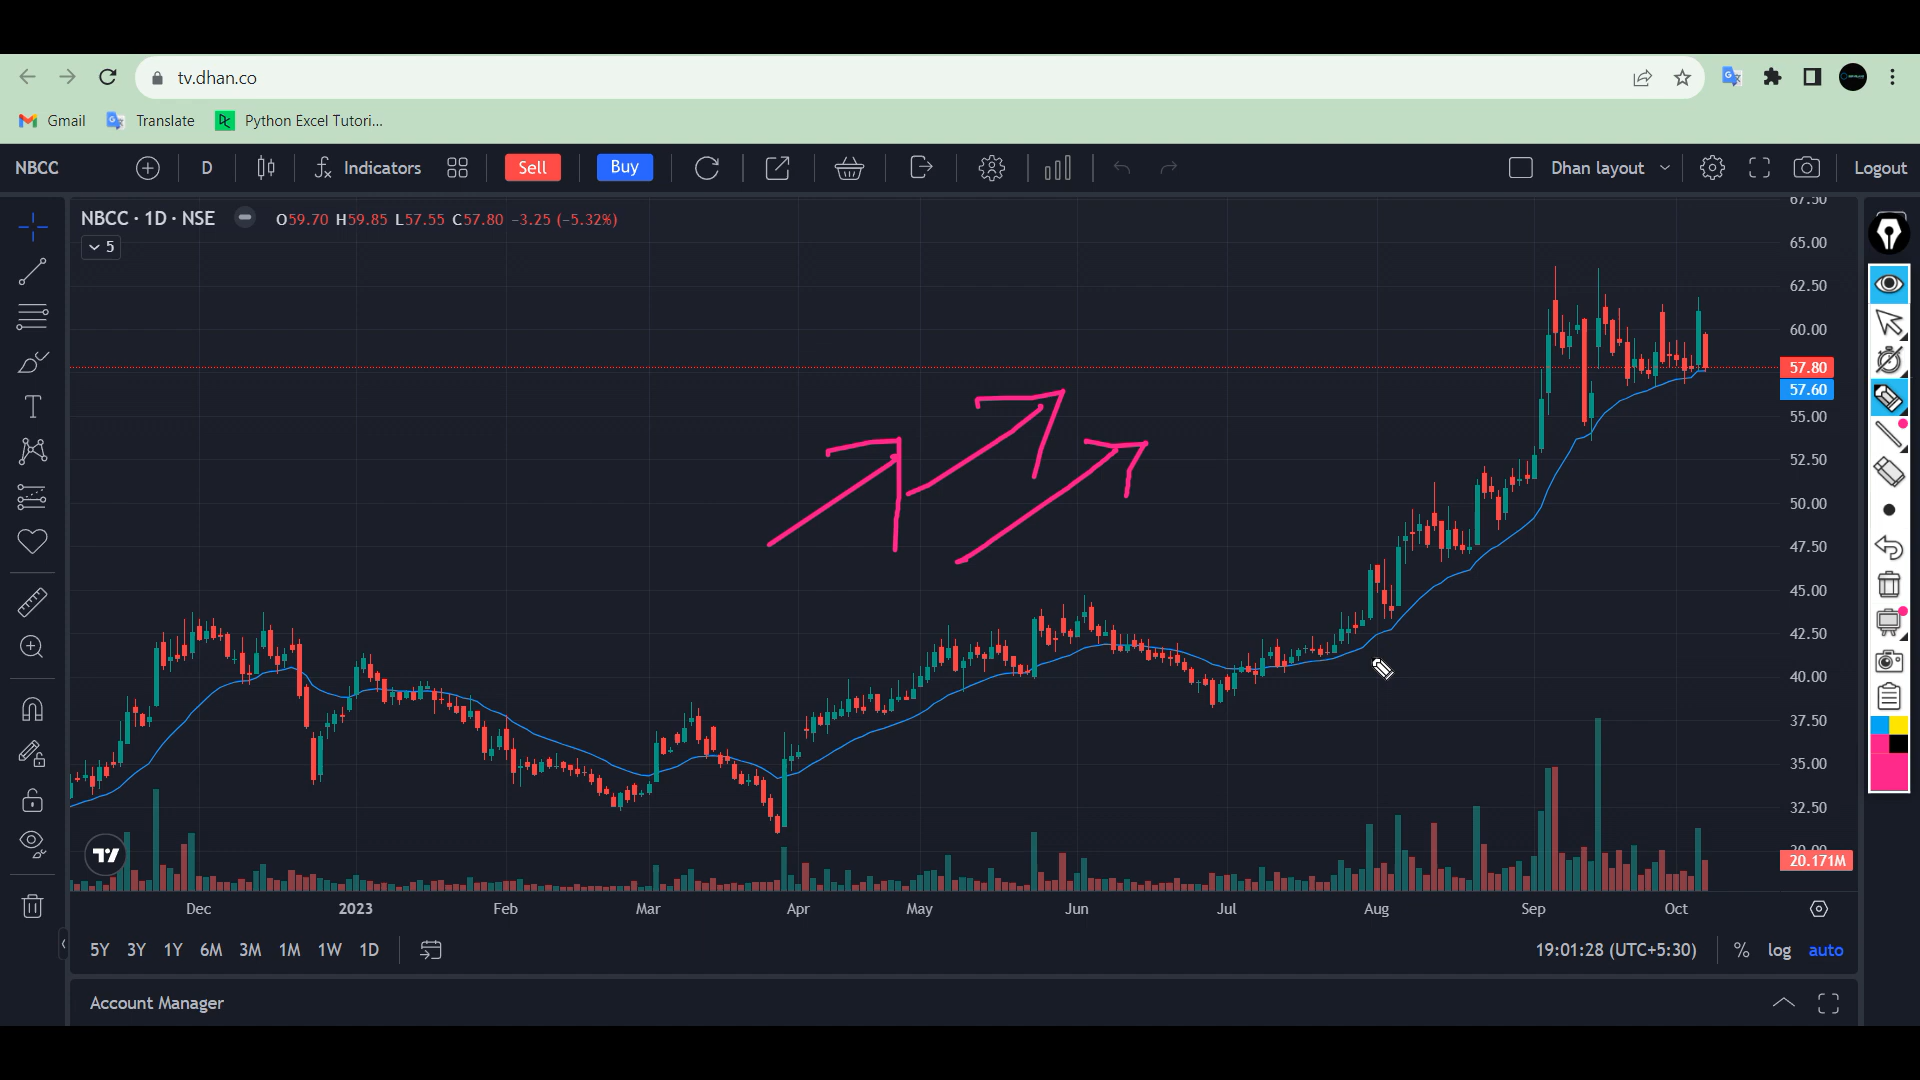 tv.dhan.co
Gmail Translate Python Excel Tutori...
NBCC D Indicators Sell Buy Dhan layout Logout
NBCC · 1D · NSE O59.70 H59.85 L57.55 C57.80 −3.25 (−5.32%)
5
67.50
65.00
62.50
60.00
57.80
57.60
55.00
52.50
50.00
47.50
45.00
42.50
40.00
37.50
35.00
32.50
30.00
20.171M
Dec 2023 Feb Mar Apr May Jun Jul Aug Sep Oct
5Y 3Y 1Y 6M 3M 1M 1W 1D 19:01:28 (UTC+5:30) % log auto
Account Manager